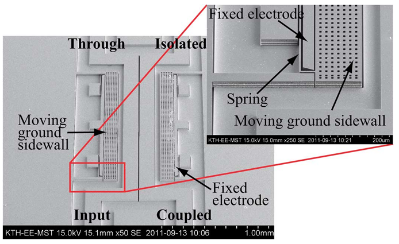 Through
Isolated
Moving
ground
sidewall
Fixed
electrode
Input
Coupled
KTH-EE-MST 15.0kV 15.1mm x50 SE 2011-09-13 10:06 1.00mm
Fixed electrode
Spring
Moving ground sidewall
KTH-EE-MST 15.0kV 15.0mm x250 SE 2011-09-13 10:21 200um